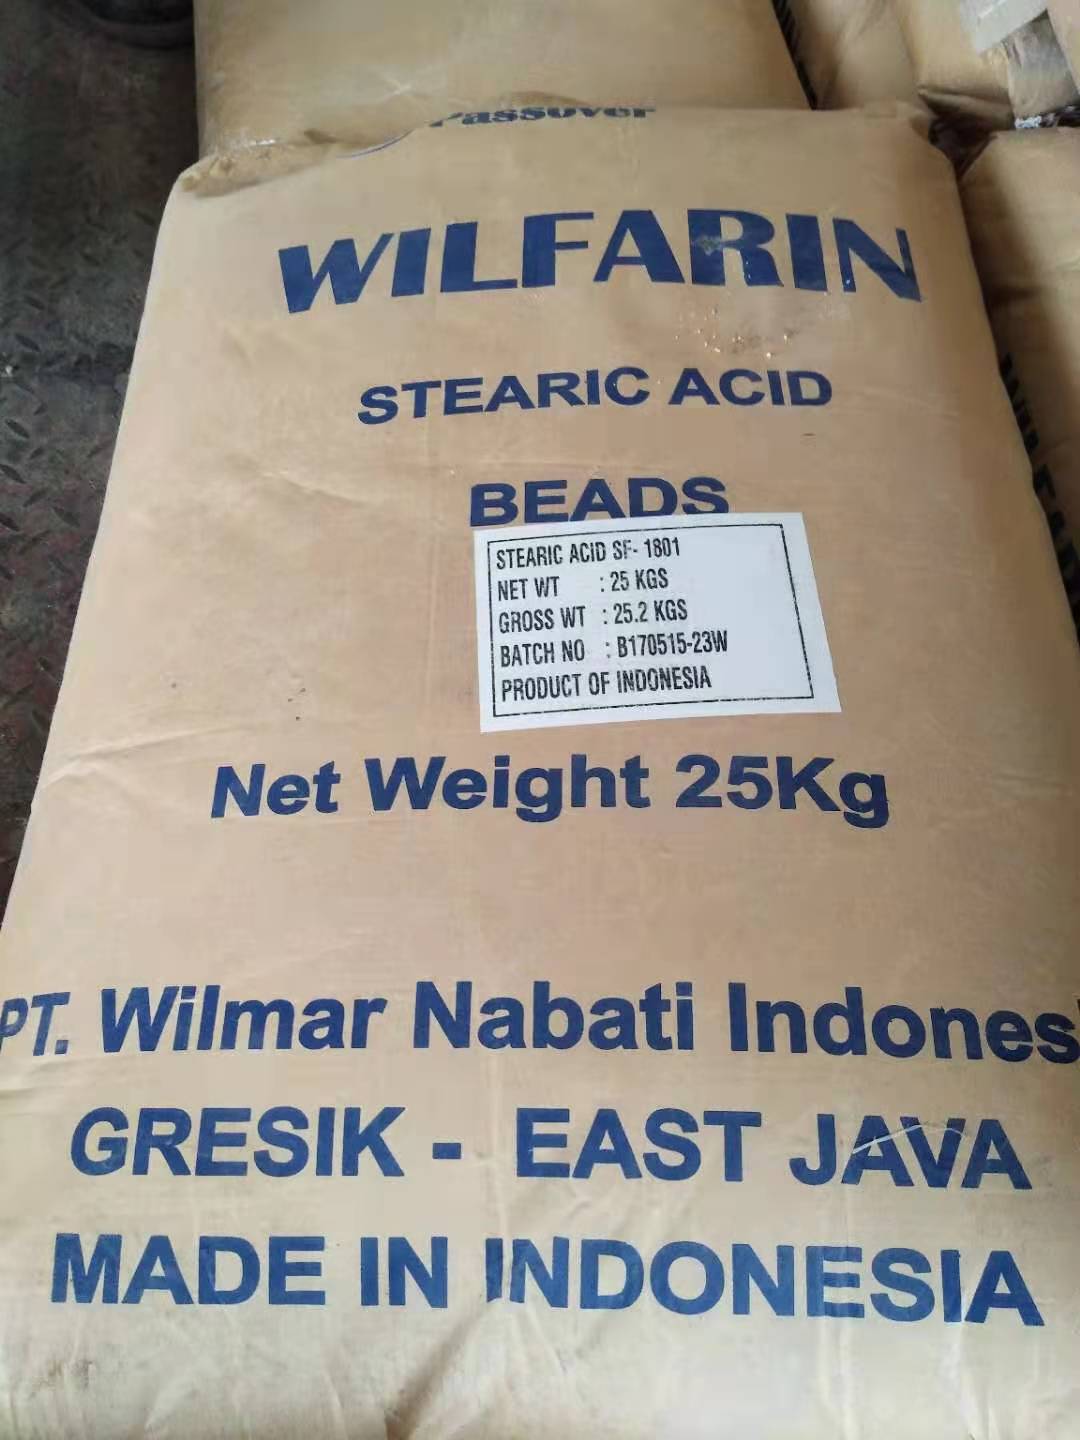 Passover
WILFARIN
STEARIC ACID
BEADS
STEARIC ACID SF- 1801
NET WT : 25 KGS
GROSS WT : 25.2 KGS
BATCH NO : B170515-23W
PRODUCT OF INDONESIA
Net Weight 25Kg
PT. Wilmar Nabati Indones
GRESIK - EAST JAVA
MADE IN INDONESIA